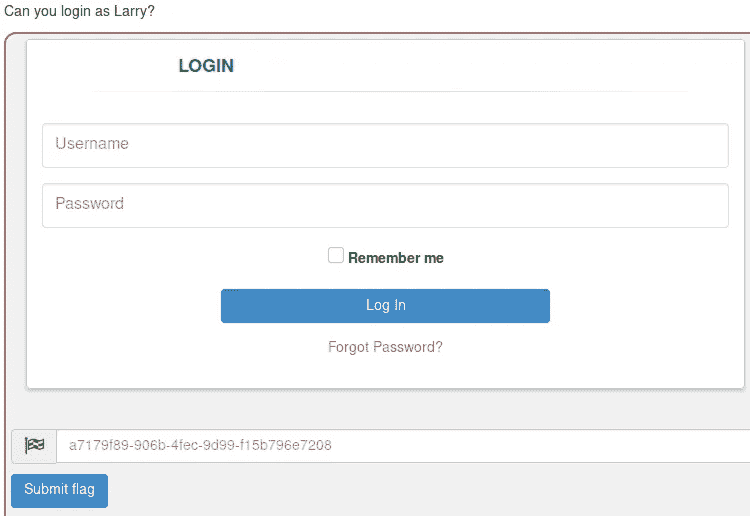 Can you login as Larry?
LOGIN
Username
Password
Remember me
Log In
Forgot Password?
a7179f89-906b-4fec-9d99-f15b796e7208
Submit flag